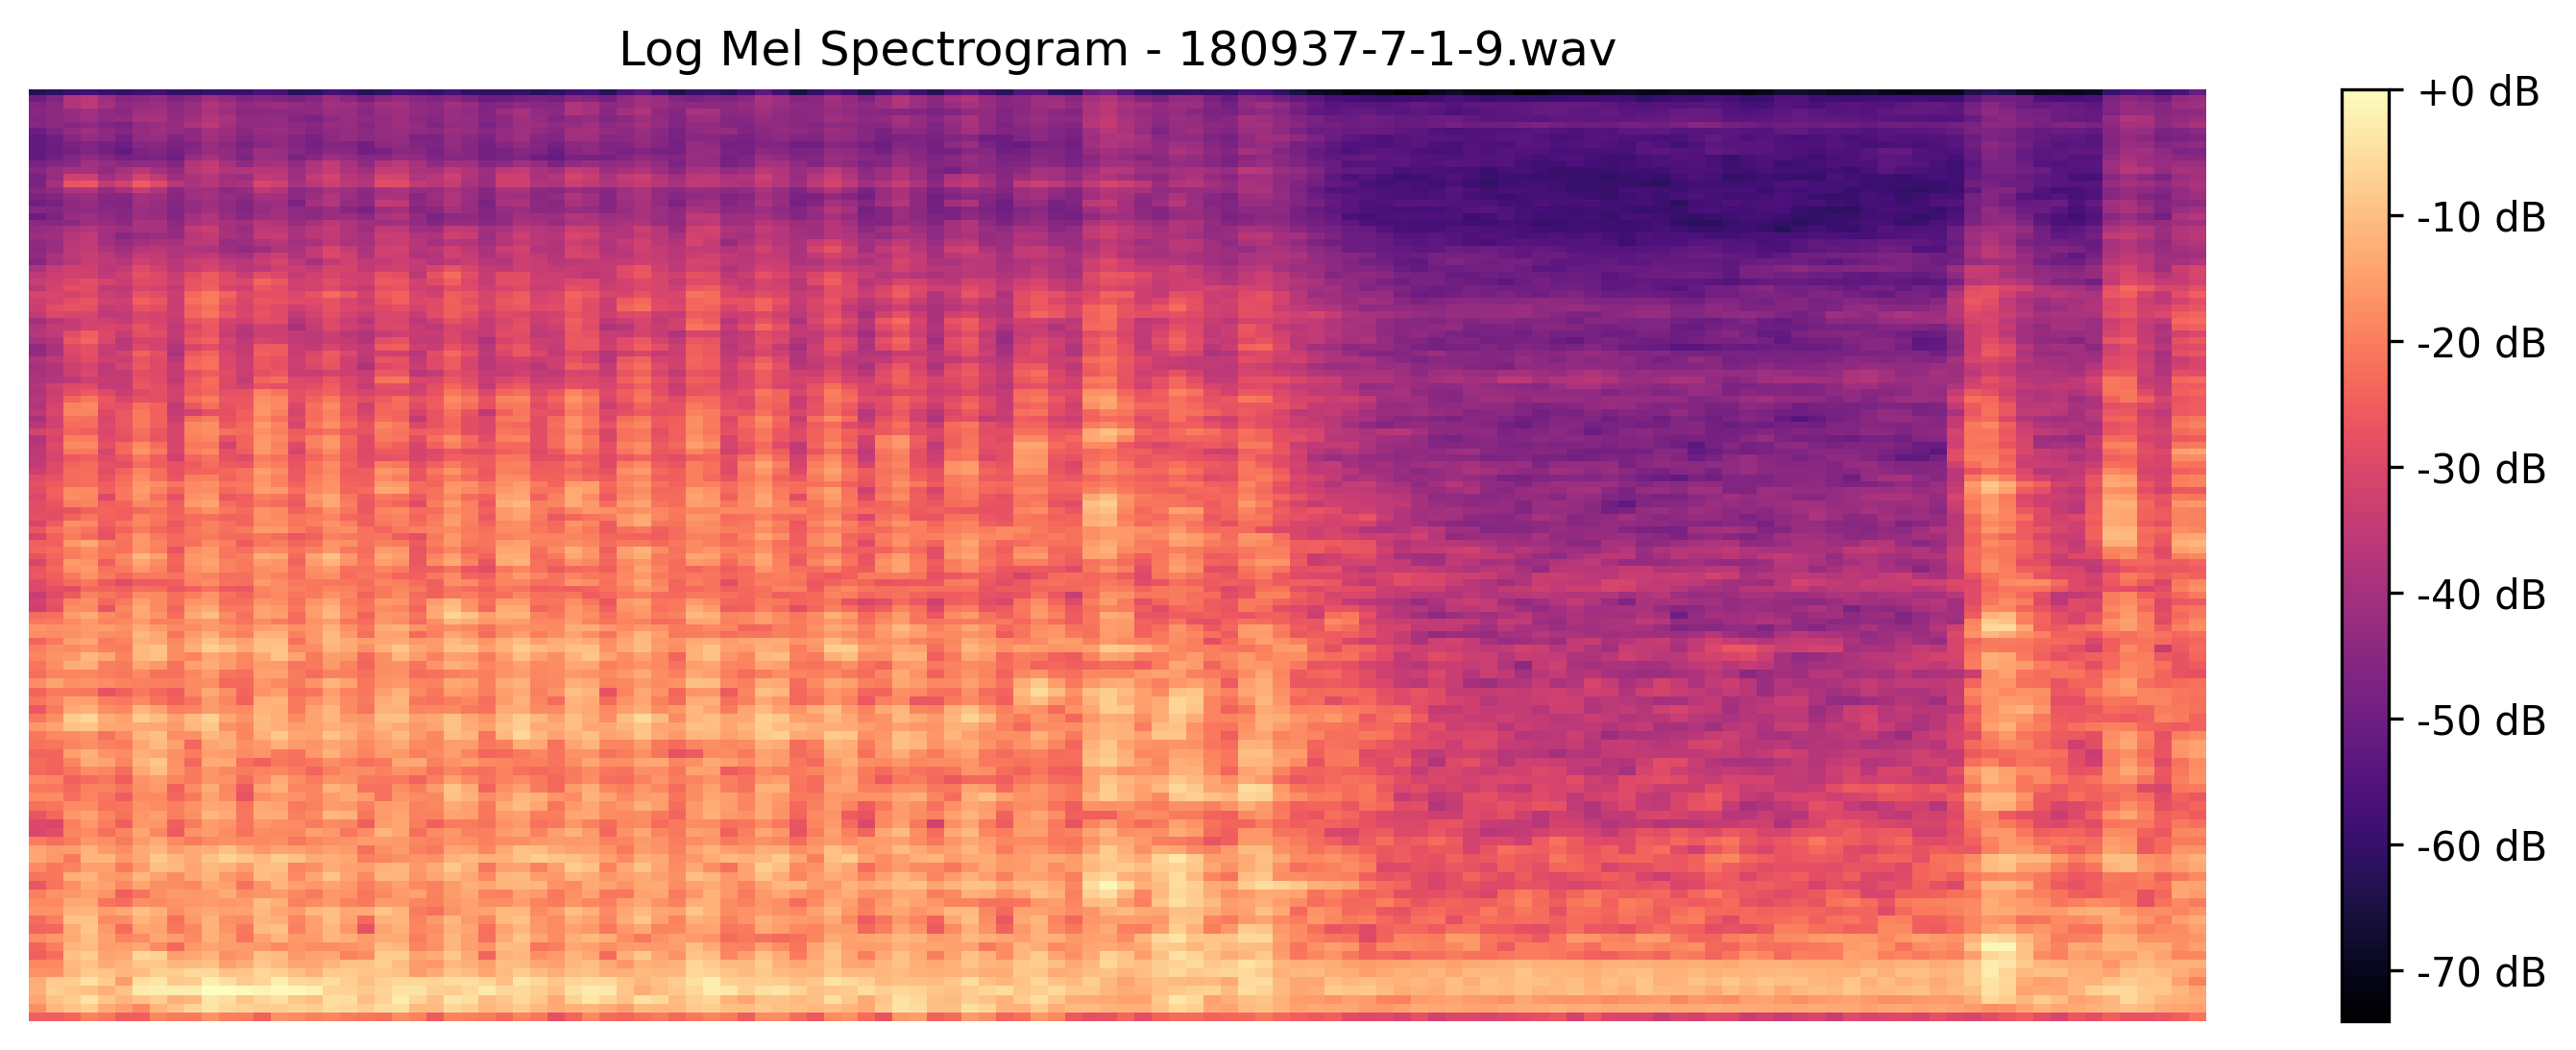 Log Mel Spectrogram - 180937-7-1-9.wav
+0 dB
-10 dB
-20 dB
-30 dB
-40 dB
-50 dB
-60 dB
-70 dB